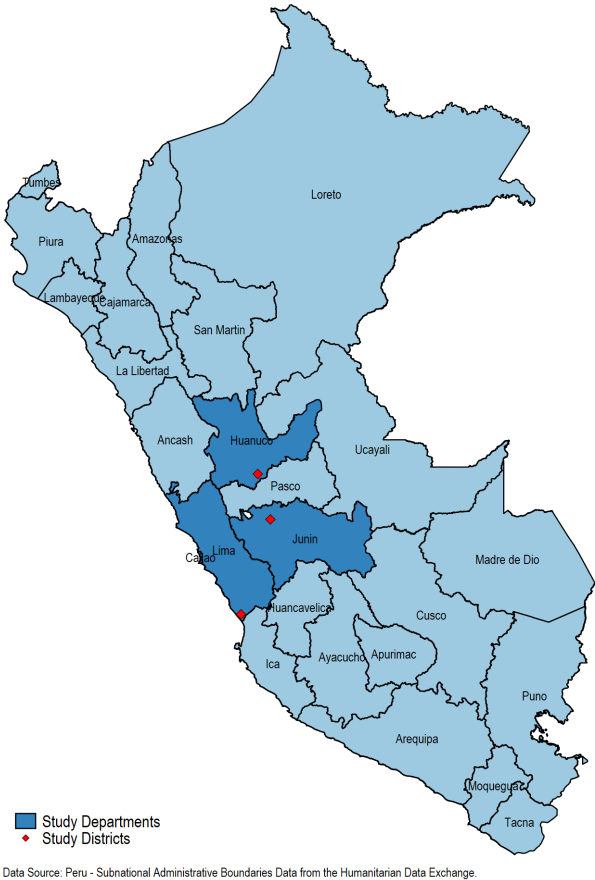 Loreto
Tumbes
Piura
Amazonas
Lambayeque
Cajamarca
San Martin
La Libertad
Huanuco
Ancash
Ucayali
Pasco
Junin
Lima
Callao
Madre de Dio
Huancavelica
Cusco
Ica
Ayacucho
Apurimac
Puno
Arequipa
Moquegua
Tacna
Study Departments
Study Districts
Data Source: Peru - Subnational Administrative Boundaries Data from the Humanitarian Data Exchange.